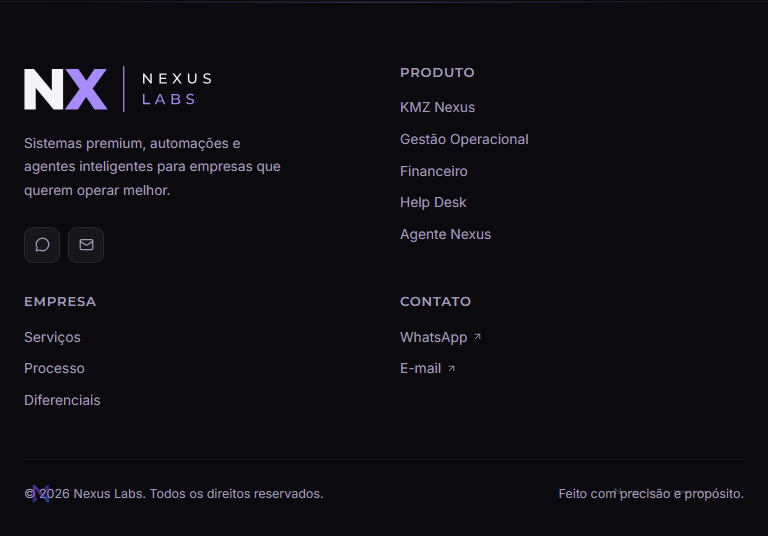 NX
NEXUS
LABS
Sistemas premium, automações e
agentes inteligentes para empresas que
querem operar melhor.
PRODUTO
KMZ Nexus
Gestão Operacional
Financeiro
Help Desk
Agente Nexus
EMPRESA
Serviços
Processo
Diferenciais
CONTATO
WhatsApp
E-mail
© 2026 Nexus Labs. Todos os direitos reservados.
Feito com precisão e propósito.